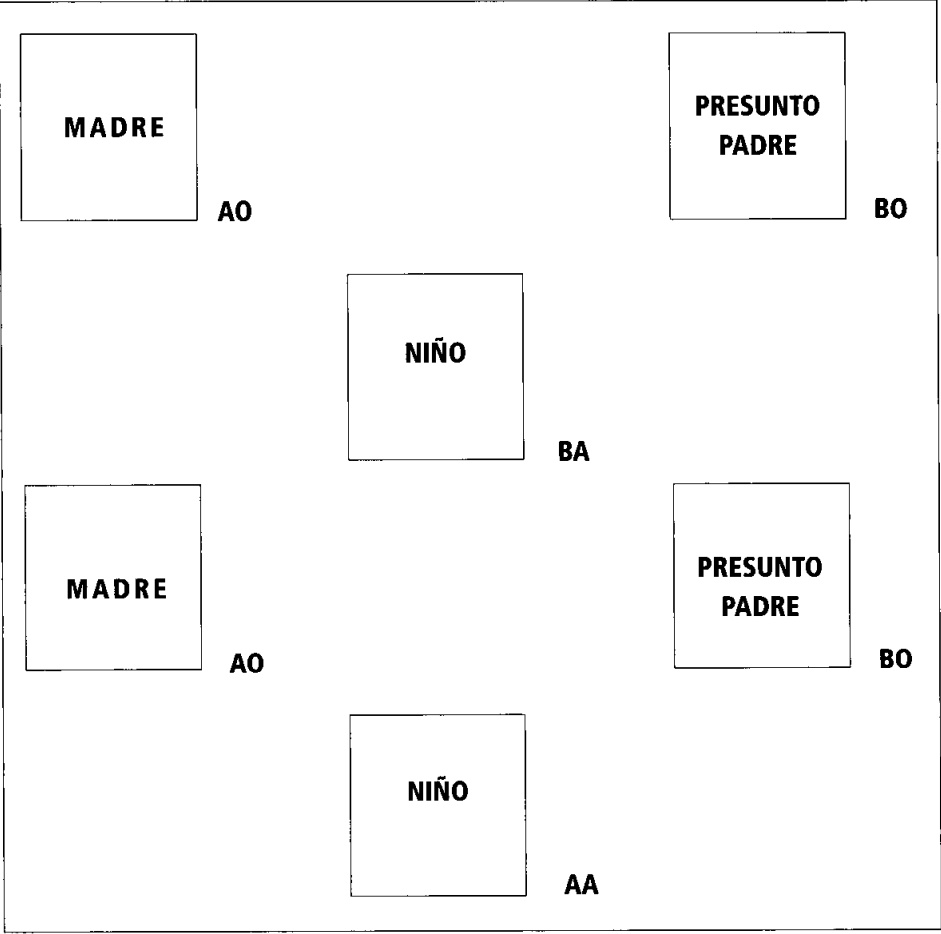 MADRE
AO
PRESUNTO
PADRE
BO
NIÑO
BA
MADRE
AO
PRESUNTO
PADRE
BO
NIÑO
AA